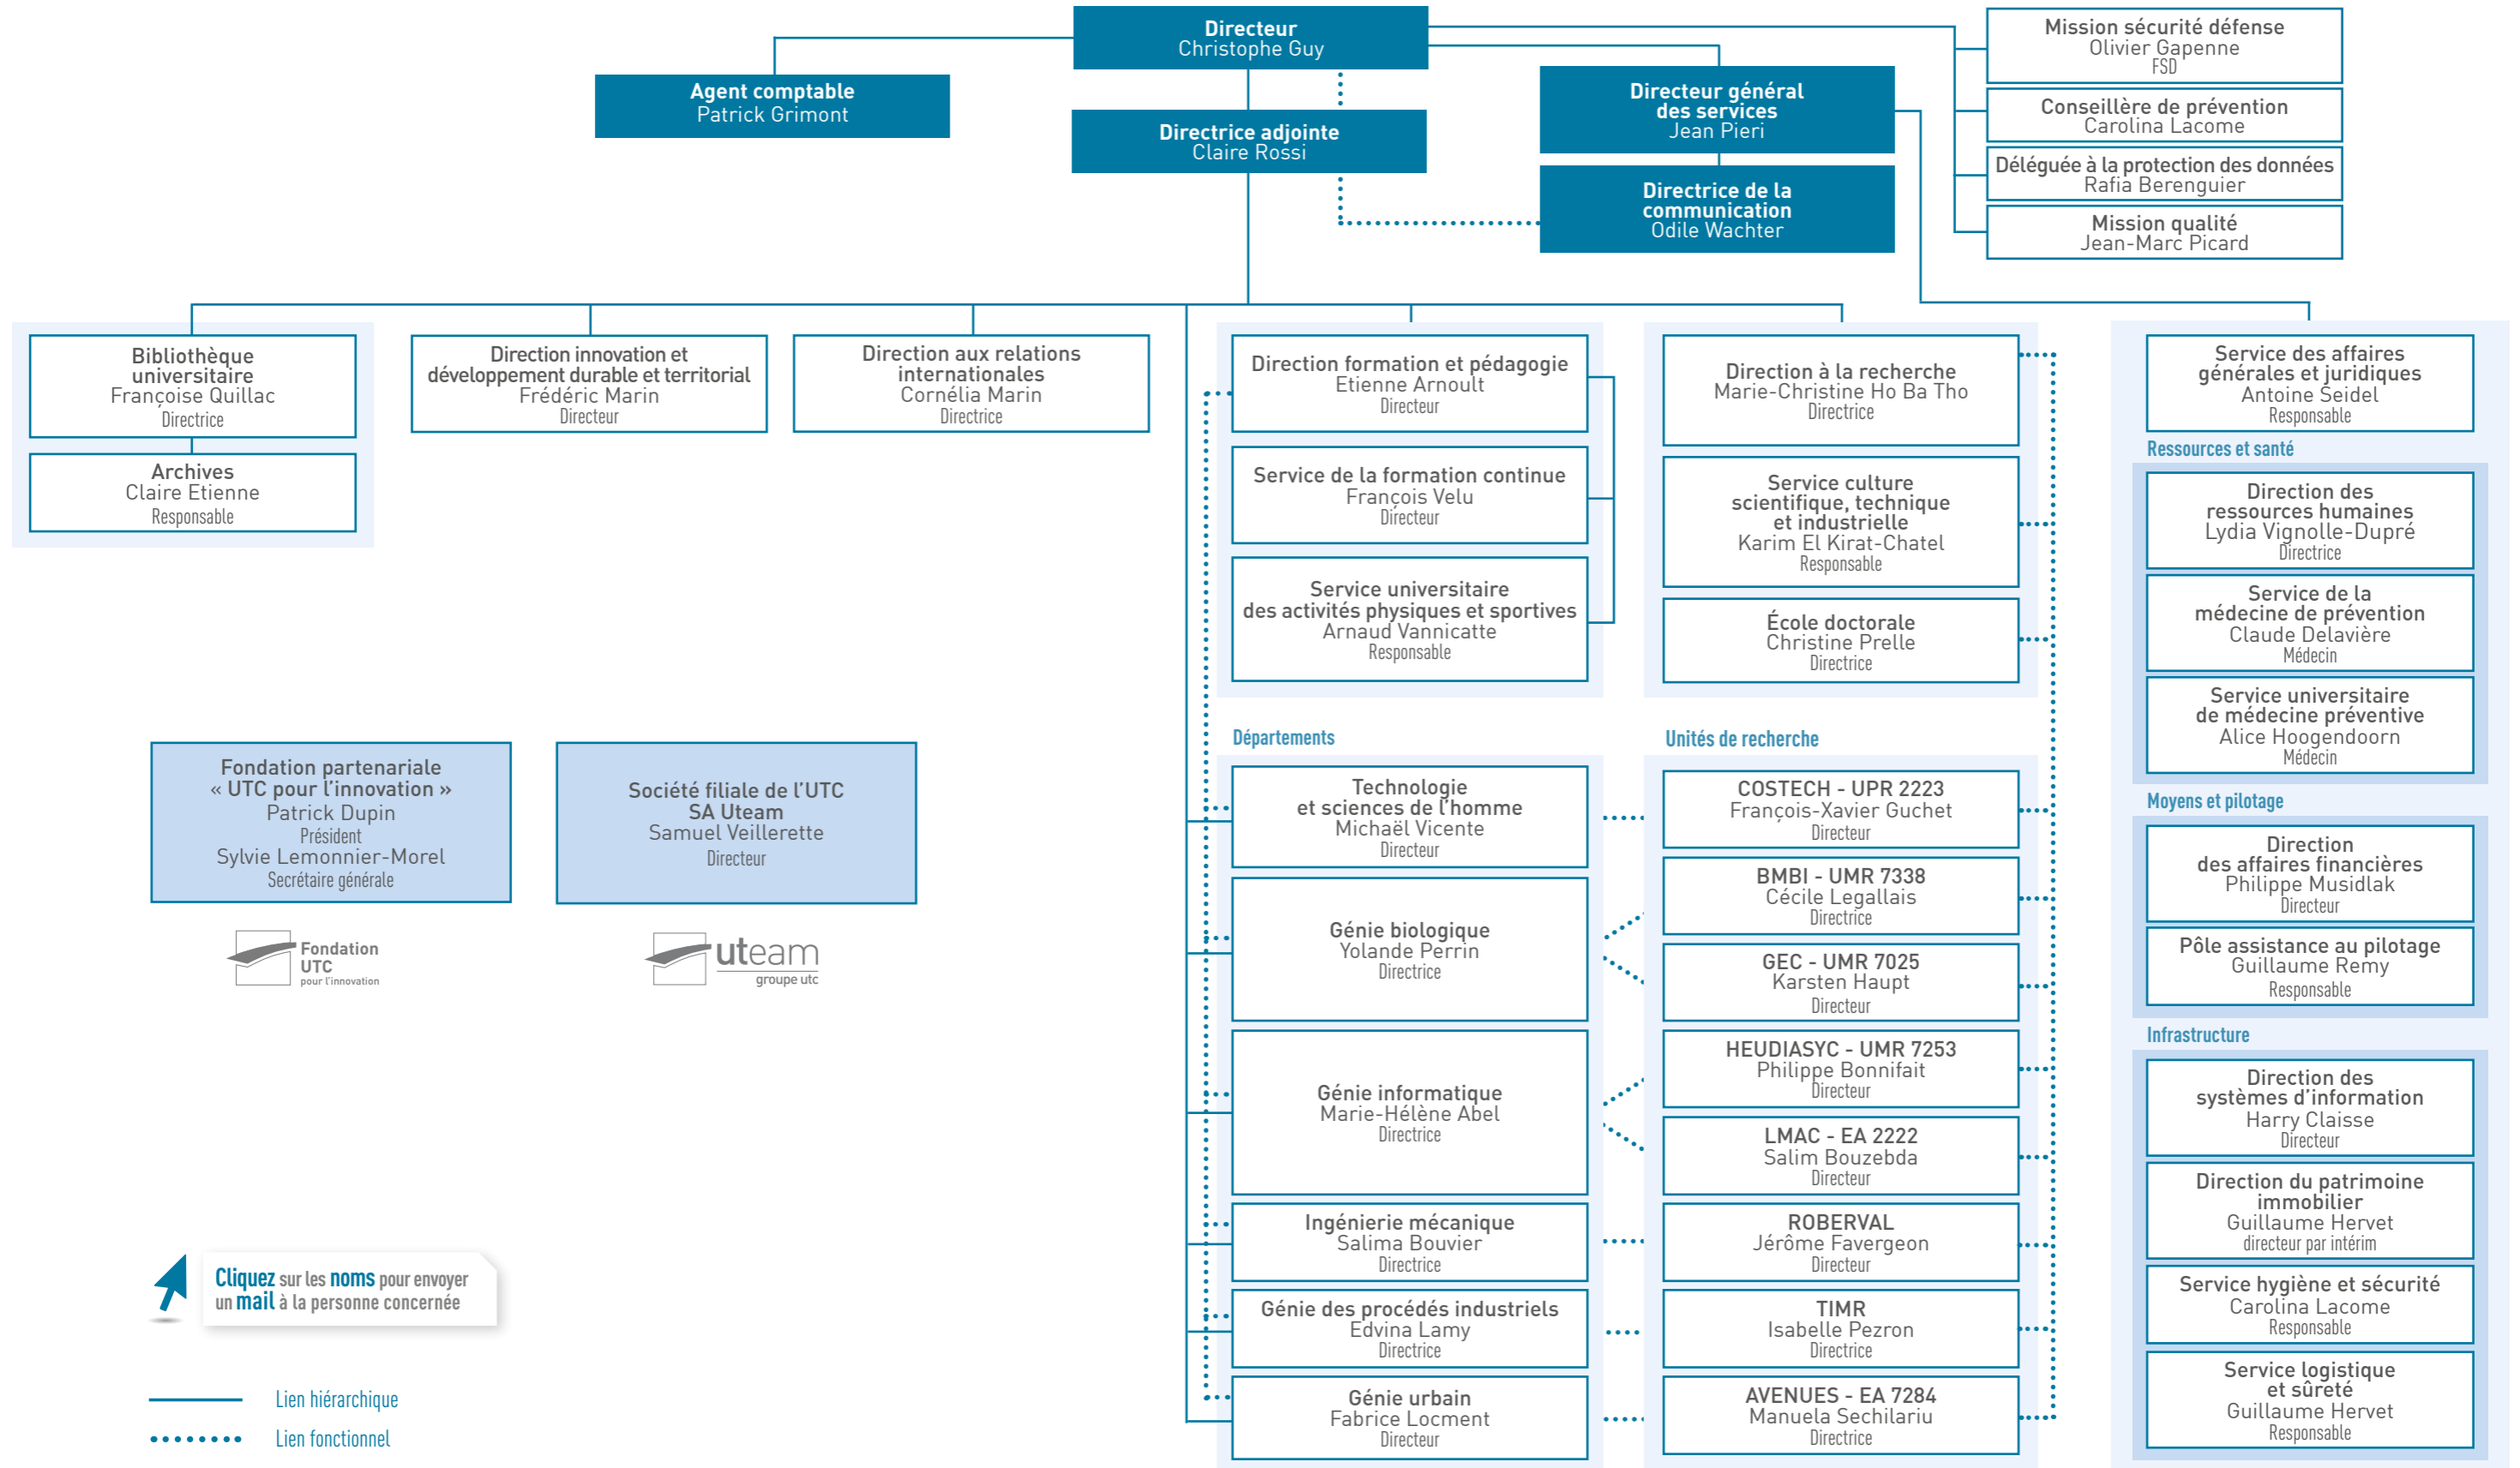 Directeur
Christophe Guy
Agent comptable
Patrick Grimont
Directrice adjointe
Claire Rossi
Directeur général
des services
Jean Pieri
Directrice de la
communication
Odile Wachter
Mission sécurité défense
Olivier Gapenne
FSD
Conseillère de prévention
Carolina Lacome
Déléguée à la protection des données
Rafia Berenguier
Mission qualité
Jean-Marc Picard
Bibliothèque
universitaire
Françoise Quillac
Directrice
Archives
Claire Etienne
Responsable
Direction innovation et
développement durable et territorial
Frédéric Marin
Directeur
Direction aux relations
internationales
Cornélia Marin
Directrice
Direction formation et pédagogie
Etienne Arnoult
Directeur
Service de la formation continue
François Velu
Directeur
Service universitaire
des activités physiques et sportives
Arnaud Vannicatte
Responsable
Direction à la recherche
Marie-Christine Ho Ba Tho
Directrice
Service culture
scientifique, technique
et industrielle
Karim El Kirat-Chatel
Responsable
École doctorale
Christine Prelle
Directrice
Service des affaires
générales et juridiques
Antoine Seidel
Responsable
Ressources et santé
Direction des
ressources humaines
Lydia Vignolle-Dupré
Directrice
Service de la
médecine de prévention
Claude Delavière
Médecin
Service universitaire
de médecine préventive
Alice Hoogendoorn
Médecin
Moyens et pilotage
Direction
des affaires financières
Philippe Musidlak
Directeur
Pôle assistance au pilotage
Guillaume Remy
Responsable
Infrastructure
Direction des
systèmes d'information
Harry Claisse
Directeur
Direction du patrimoine
immobilier
Guillaume Hervet
directeur par intérim
Service hygiène et sécurité
Carolina Lacome
Responsable
Service logistique
et sûreté
Guillaume Hervet
Responsable
Départements
Technologie
et sciences de l'homme
Michaël Vicente
Directeur
Génie biologique
Yolande Perrin
Directrice
Génie informatique
Marie-Hélène Abel
Directrice
Ingénierie mécanique
Salima Bouvier
Directrice
Génie des procédés industriels
Edvina Lamy
Directrice
Génie urbain
Fabrice Locment
Directeur
Unités de recherche
COSTECH - UPR 2223
François-Xavier Guchet
Directeur
BMBI - UMR 7338
Cécile Legallais
Directrice
GEC - UMR 7025
Karsten Haupt
Directeur
HEUDIASYC - UMR 7253
Philippe Bonnifait
Directeur
LMAC - EA 2222
Salim Bouzebda
Directeur
ROBERVAL
Jérôme Favergeon
Directeur
TIMR
Isabelle Pezron
Directrice
AVENUES - EA 7284
Manuela Sechilariu
Directrice
Fondation partenariale
« UTC pour l'innovation »
Patrick Dupin
Président
Sylvie Lemonnier-Morel
Secrétaire générale
Société filiale de l'UTC
SA Uteam
Samuel Veillerette
Directeur
Fondation
UTC
pour l'innovation
uteam
groupe utc
Cliquez sur les noms pour envoyer
un mail à la personne concernée
Lien hiérarchique
Lien fonctionnel